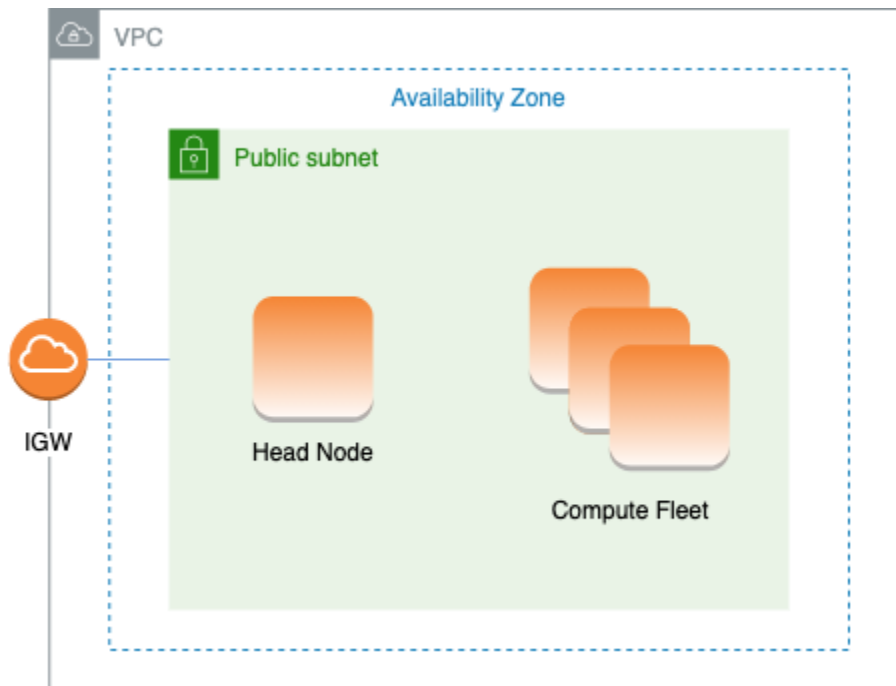 VPC
Availability Zone
Public subnet
IGW
Head Node
Compute Fleet